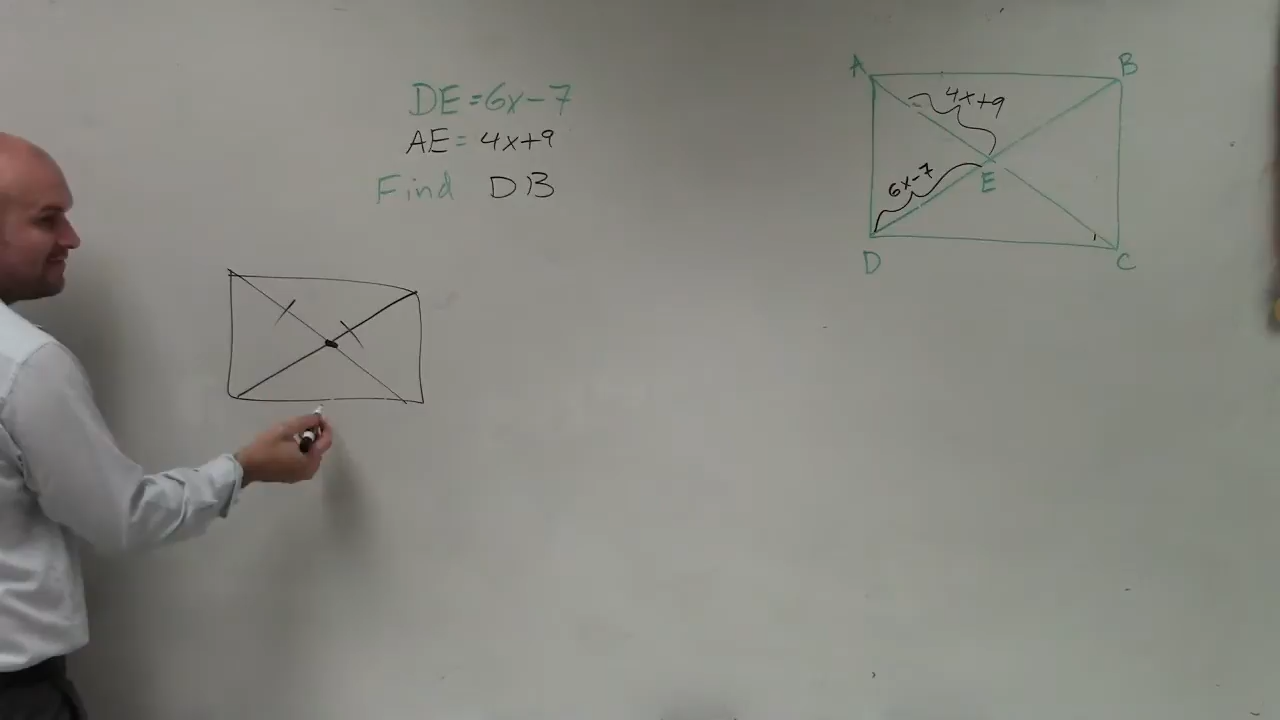 DE = 6x - 7
AE = 4x + 9
Find DB
A
B
4x + 9
6x - 7
E
D
C